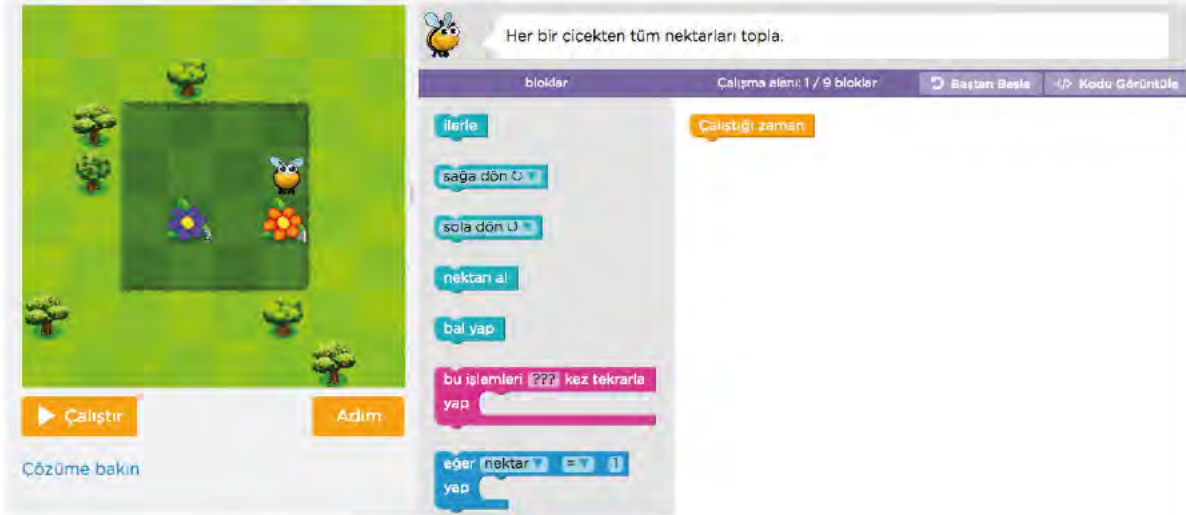 Her bir çiçekten tüm nektarları topla.
bloklar
Çalışma alanı: 1 / 9 bloklar
Baştan Başla
</> Kodu Görüntüle
ilerle
Çalıştığı zaman
sağa dön ↻
sola dön ↺
nektarı al
bal yap
bu işlemleri ??? kez tekrarla
yap
Çalıştır
Adım
Çözüme bakın
eğer nektar = 1
yap